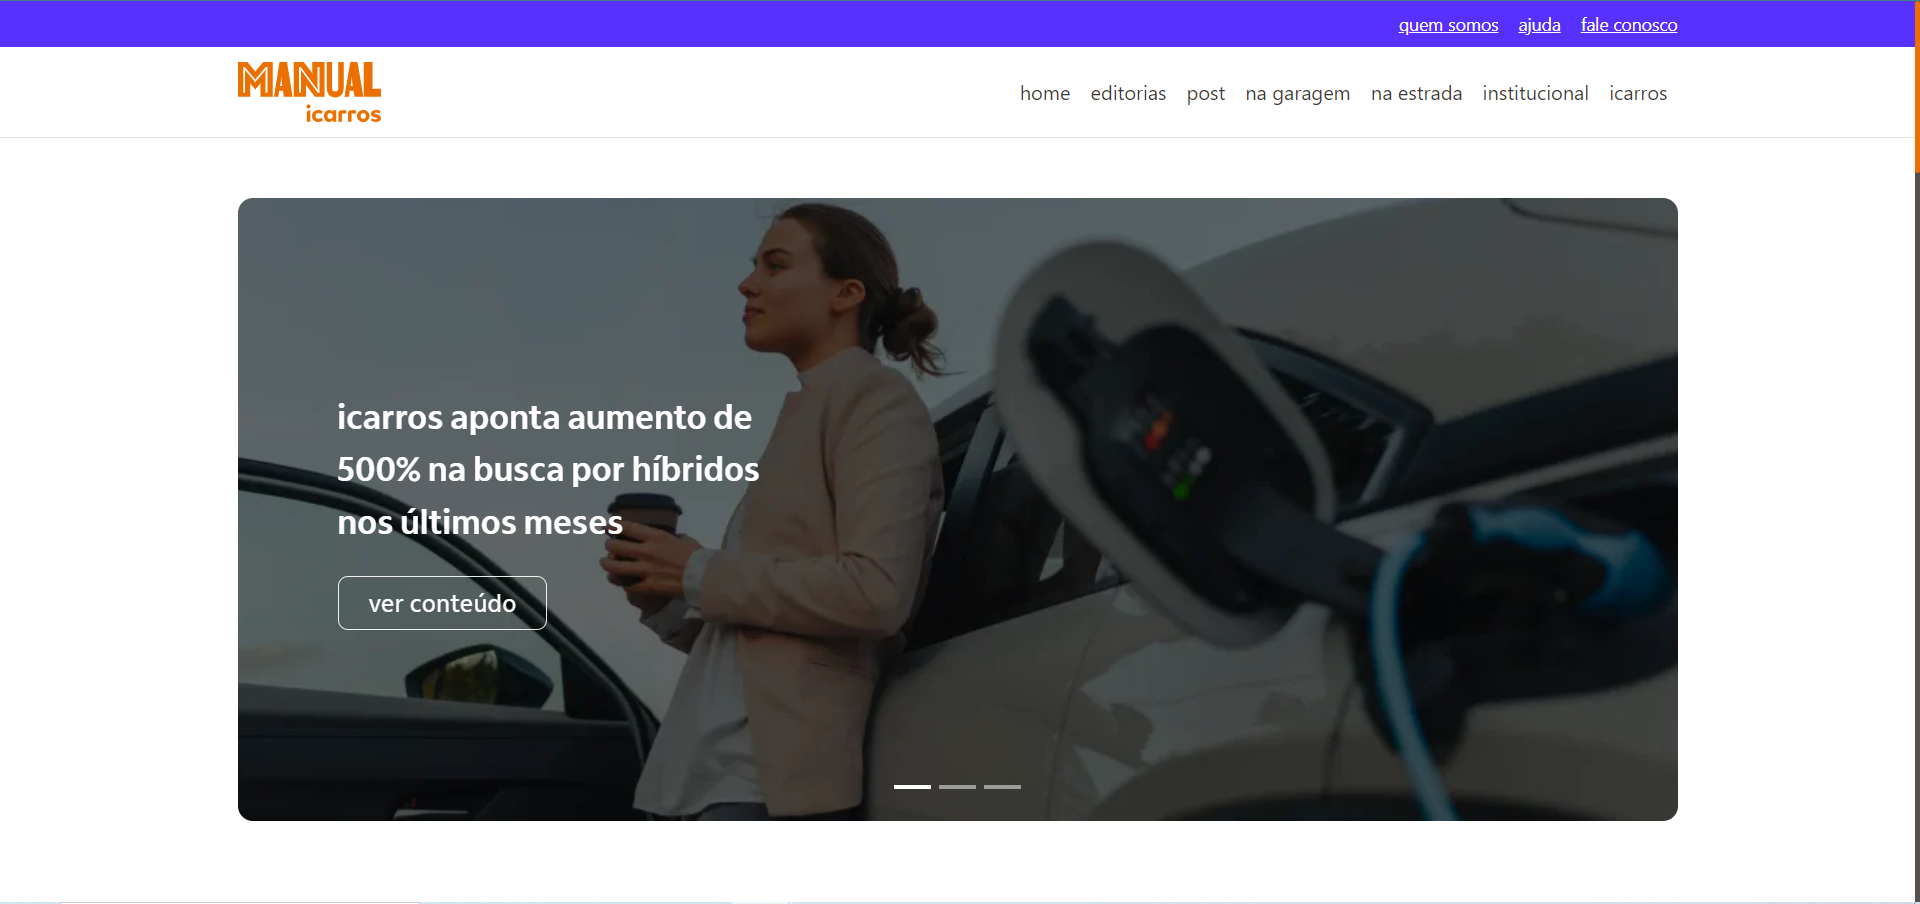 quem somos ajuda fale conosco
MANUAL
icarros
home editorias post na garagem na estrada institucional icarros
icarros aponta aumento de
500% na busca por híbridos
nos últimos meses
ver conteúdo